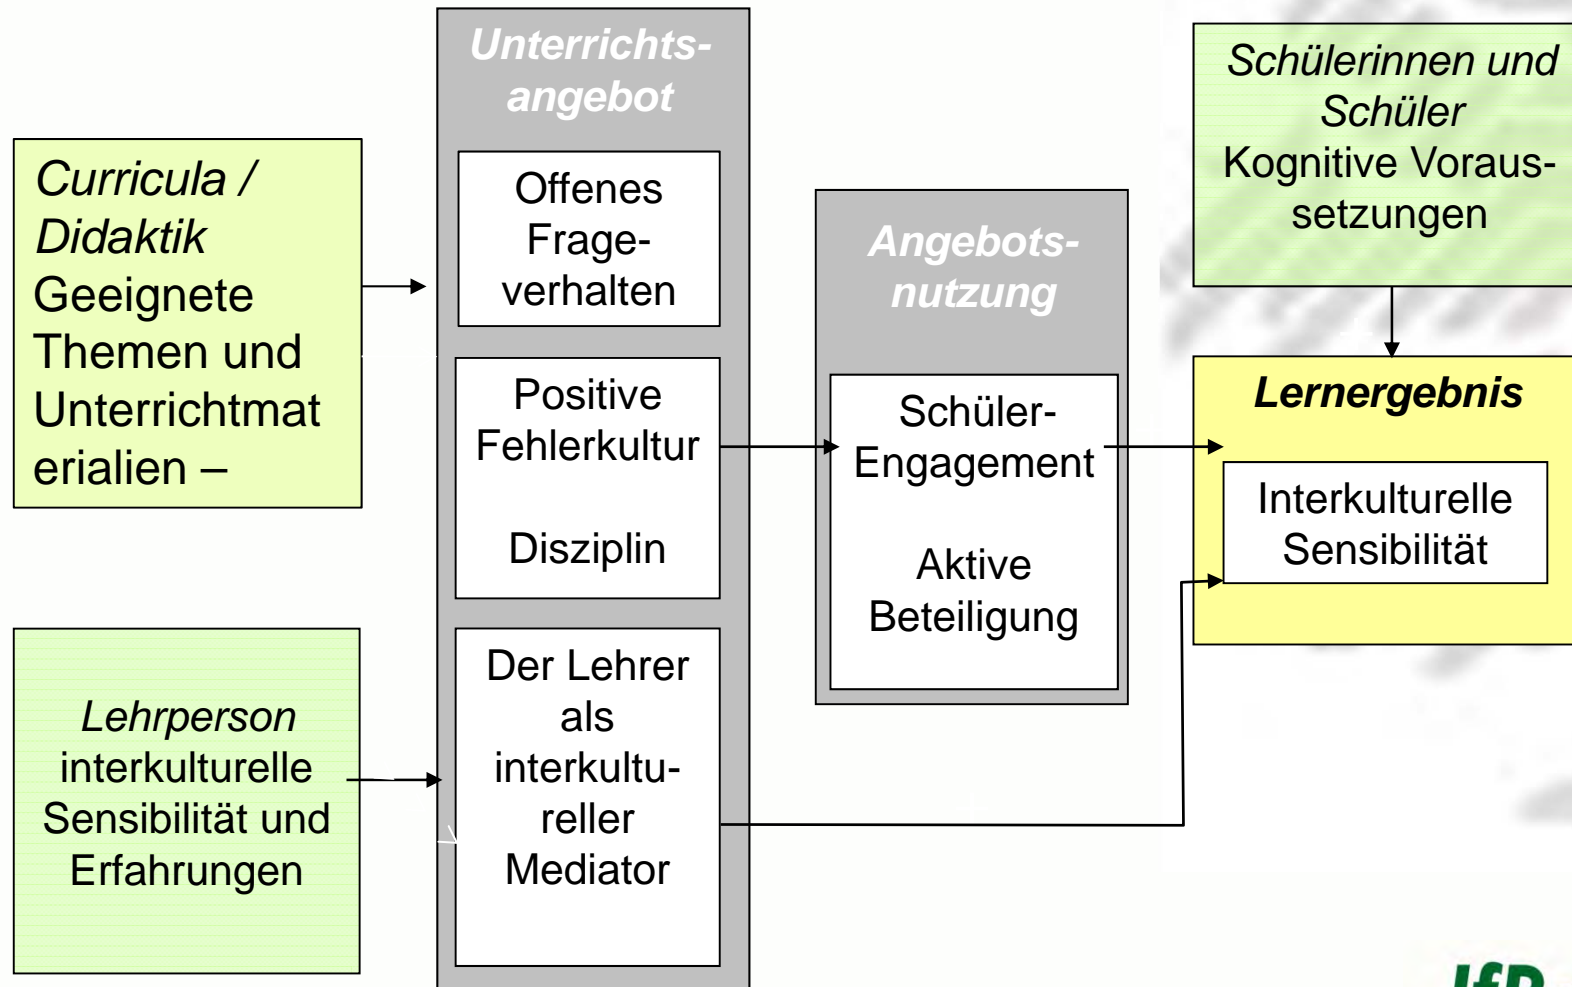 Unterrichts-
angebot
Offenes
Frage-
verhalten
Positive
Fehlerkultur
Disziplin
Der Lehrer
als
interkultu-
reller
Mediator
Curricula /
Didaktik
Geeignete
Themen und
Unterrichtmat
erialien –
Lehrperson
interkulturelle
Sensibilität und
Erfahrungen
Angebots-
nutzung
Schüler-
Engagement
Aktive
Beteiligung
Schülerinnen und
Schüler
Kognitive Voraus-
setzungen
Lernergebnis
Interkulturelle
Sensibilität